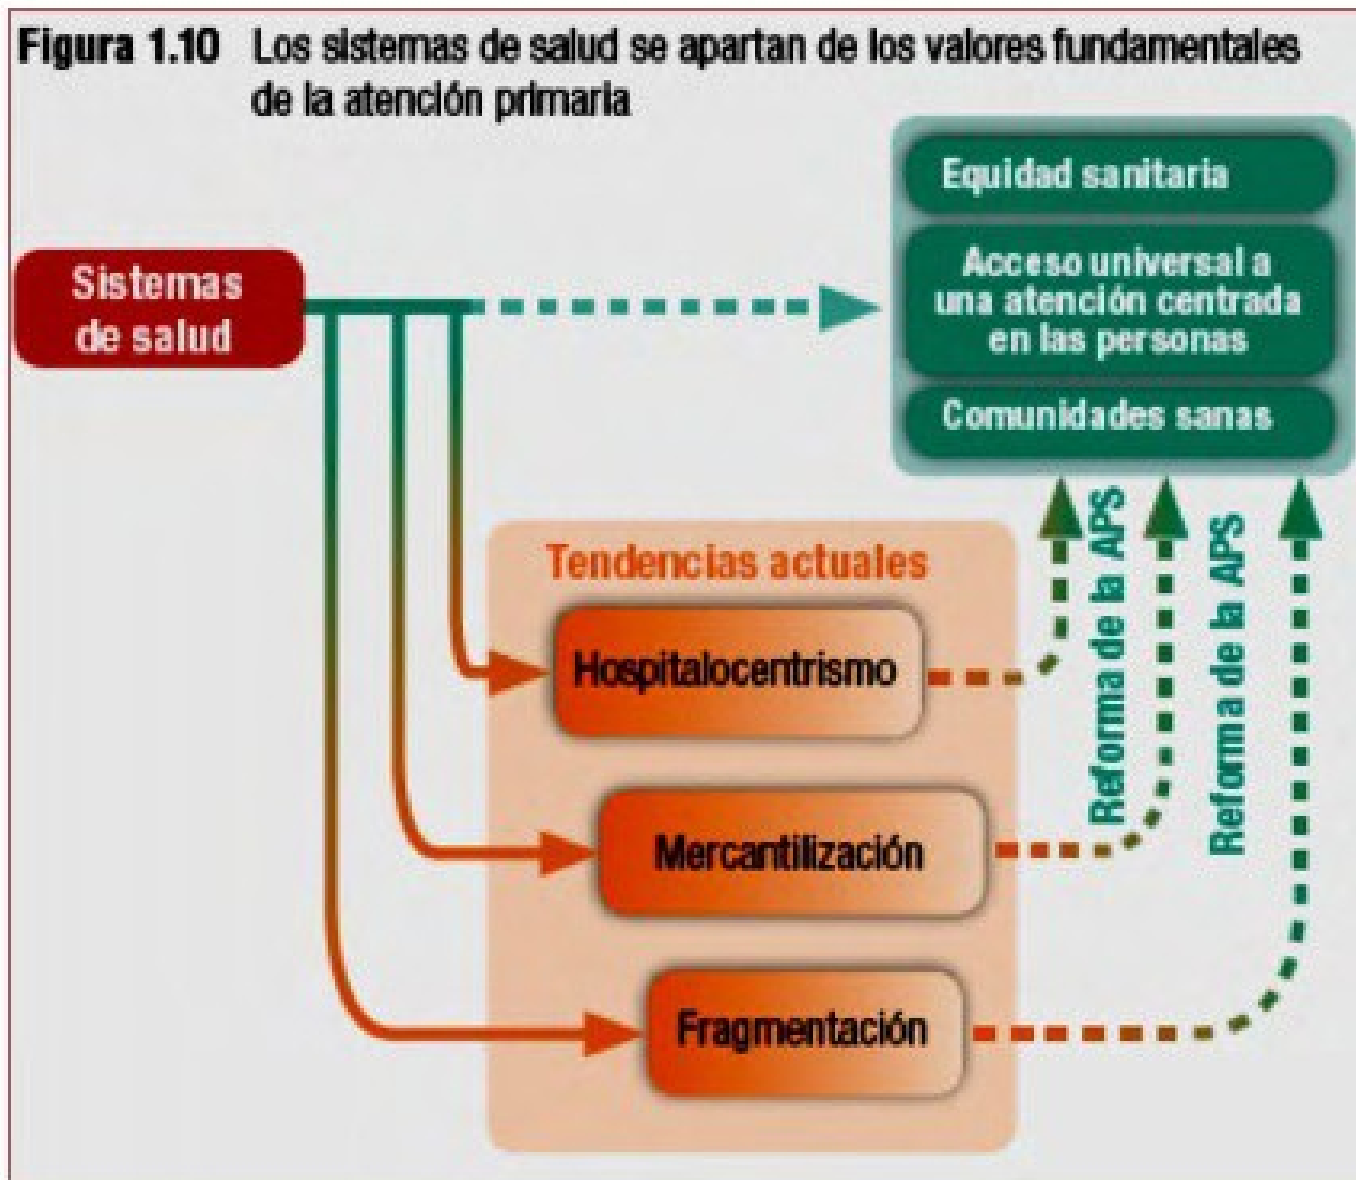 Figura 1.10 Los sistemas de salud se apartan de los valores fundamentales
de la atención primaria
Equidad sanitaria
Sistemas
de salud
Acceso universal a
una atención centrada
en las personas
Comunidades sanas
Tendencias actuales
Hospitalocentrismo
Mercantilización
Fragmentación
Reforma de la APS
Reforma de la APS